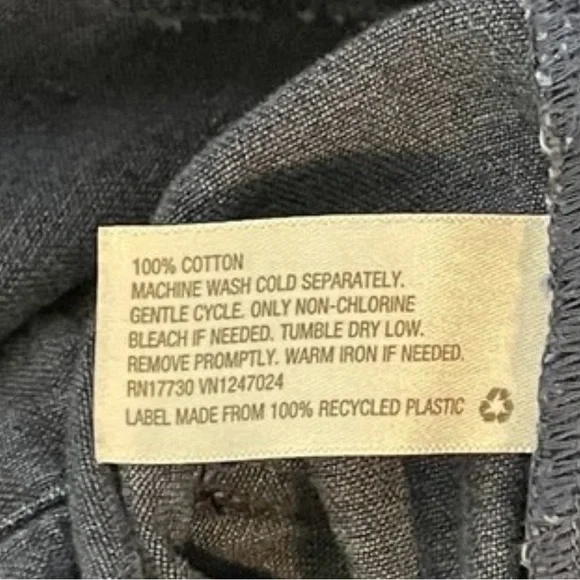 100% COTTON
MACHINE WASH COLD SEPARATELY.
GENTLE CYCLE. ONLY NON-CHLORINE
BLEACH IF NEEDED. TUMBLE DRY LOW.
REMOVE PROMPTLY. WARM IRON IF NEEDED.
RN17730 VN1247024
LABEL MADE FROM 100% RECYCLED PLASTIC